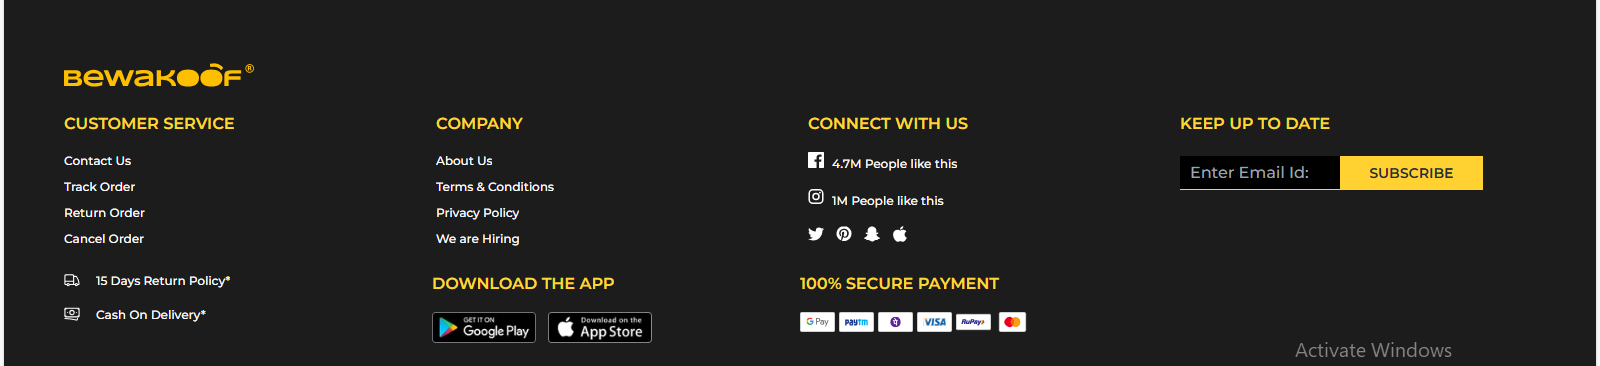 BEWAKOOF®
CUSTOMER SERVICE
Contact Us
Track Order
Return Order
Cancel Order
15 Days Return Policy*
Cash On Delivery*
COMPANY
About Us
Terms & Conditions
Privacy Policy
We are Hiring
DOWNLOAD THE APP
GET IT ON
Google Play
Download on the
App Store
CONNECT WITH US
4.7M People like this
1M People like this
100% SECURE PAYMENT
G Pay
paytm
VISA
RuPay
KEEP UP TO DATE
Enter Email Id:
SUBSCRIBE
Activate Windows